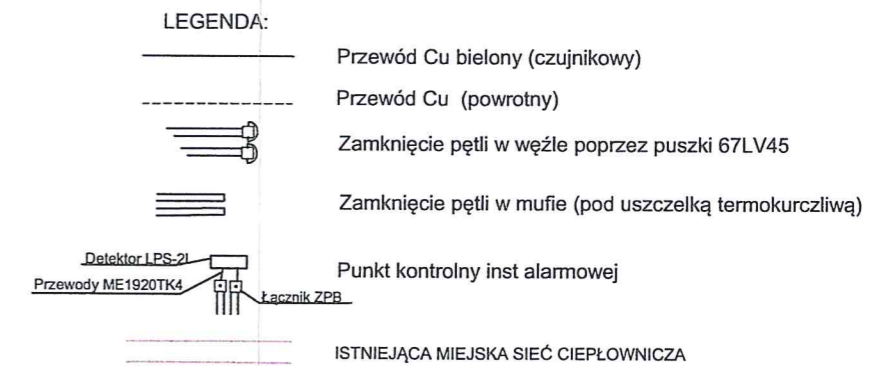 LEGENDA:
Przewód Cu bielony (czujnikowy)
Przewód Cu (powrotny)
Zamknięcie pętli w węźle poprzez puszki 67LV45
Zamknięcie pętli w mufie (pod uszczelką termokurczliwą)
Detektor LPS-2I
Przewody ME1920TK4
Łącznik ZPB
Punkt kontrolny inst alarmowej
ISTNIEJĄCA MIEJSKA SIEĆ CIEPŁOWNICZA